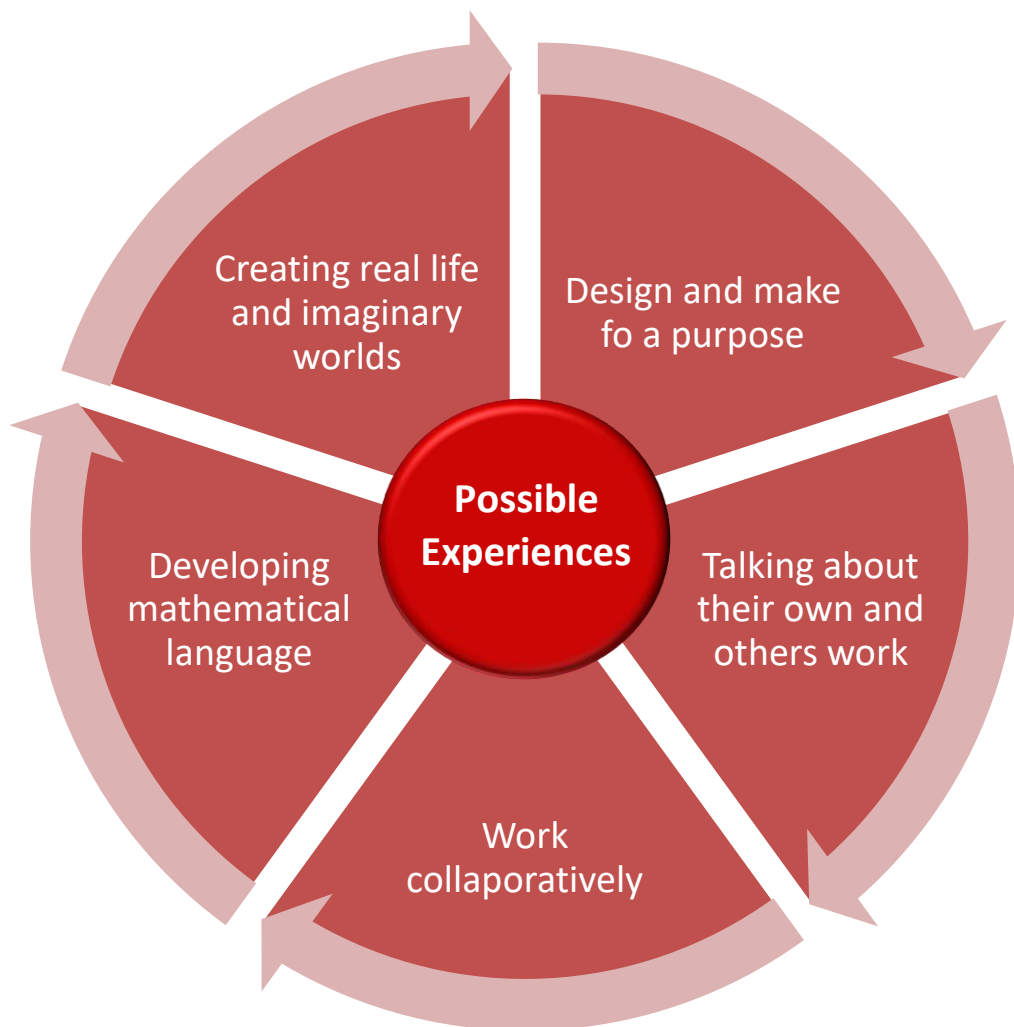 Possible
Experiences
Design and make
fo a purpose
Talking about
their own and
others work
Work
collaporatively
Developing
mathematical
language
Creating real life
and imaginary
worlds